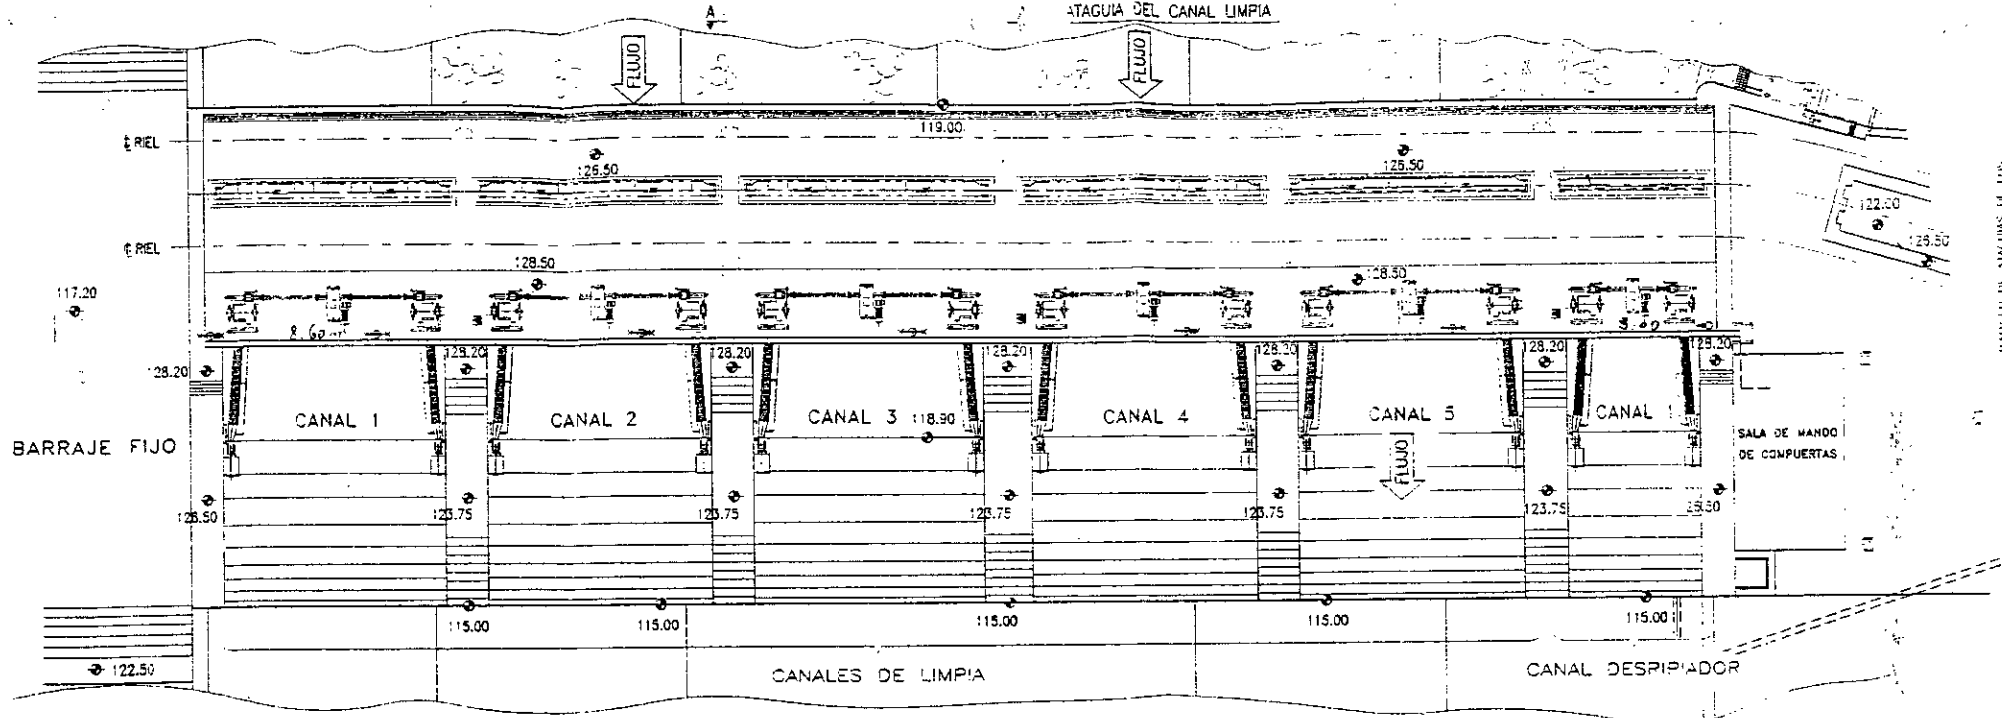 A
ATAGUIA DEL CANAL LIMPIA
FLUJO
FLUJO
119.00
℄ RIEL
126.50
126.50
122.00
126.50
℄ RIEL
128.50
128.50
117.20
8.60
128.20
128.20
128.20
128.20
128.20
128.20
128.20
CANAL 1
CANAL 2
CANAL 3
118.90
CANAL 4
CANAL 5
CANAL
BARRAJE FIJO
SALA DE MANDO
DE COMPUERTAS
FLUJO
126.50
123.75
123.75
123.75
123.75
123.75
26.50
115.00
115.00
115.00
115.00
115.00
122.50
CANALES DE LIMPIA
CANAL DESRIPIADOR